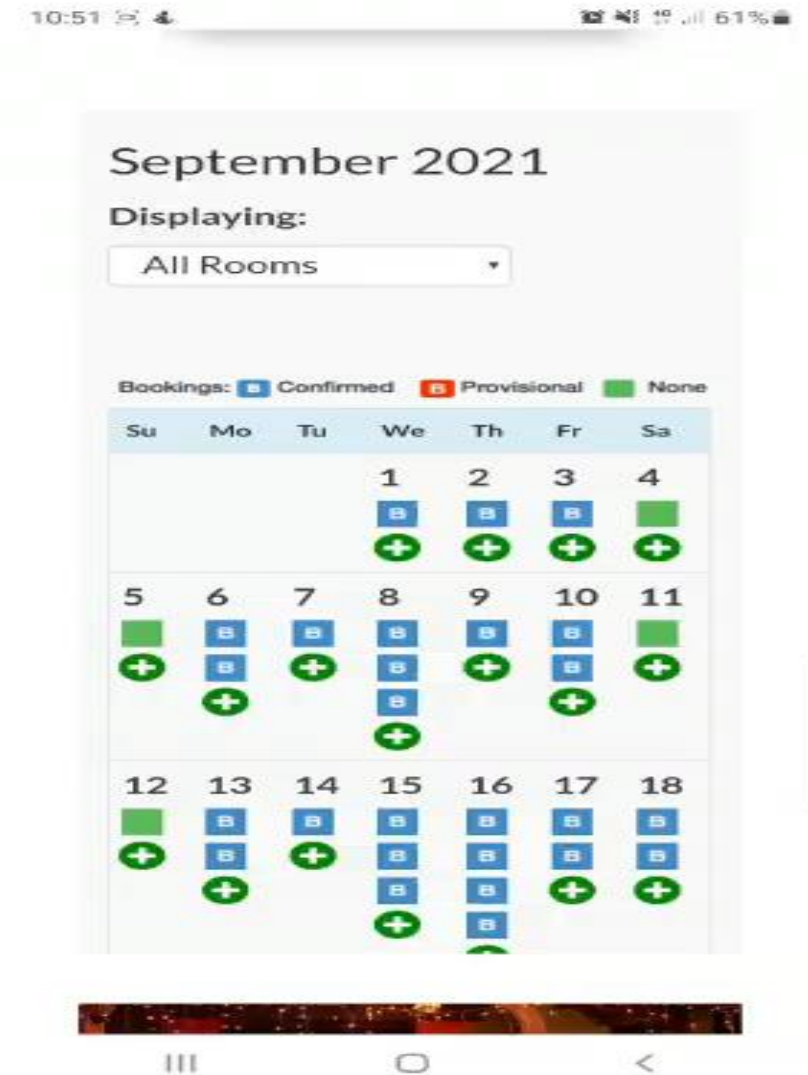 10:51 4G 61%
September 2021
Displaying:
All Rooms
Bookings: B Confirmed B Provisional None
Su Mo Tu We Th Fr Sa
1 2 3 4
B B B
5 6 7 8 9 10 11
B B B B B
B B B
B
12 13 14 15 16 17 18
B B B B B B
B B B B B
B B
B